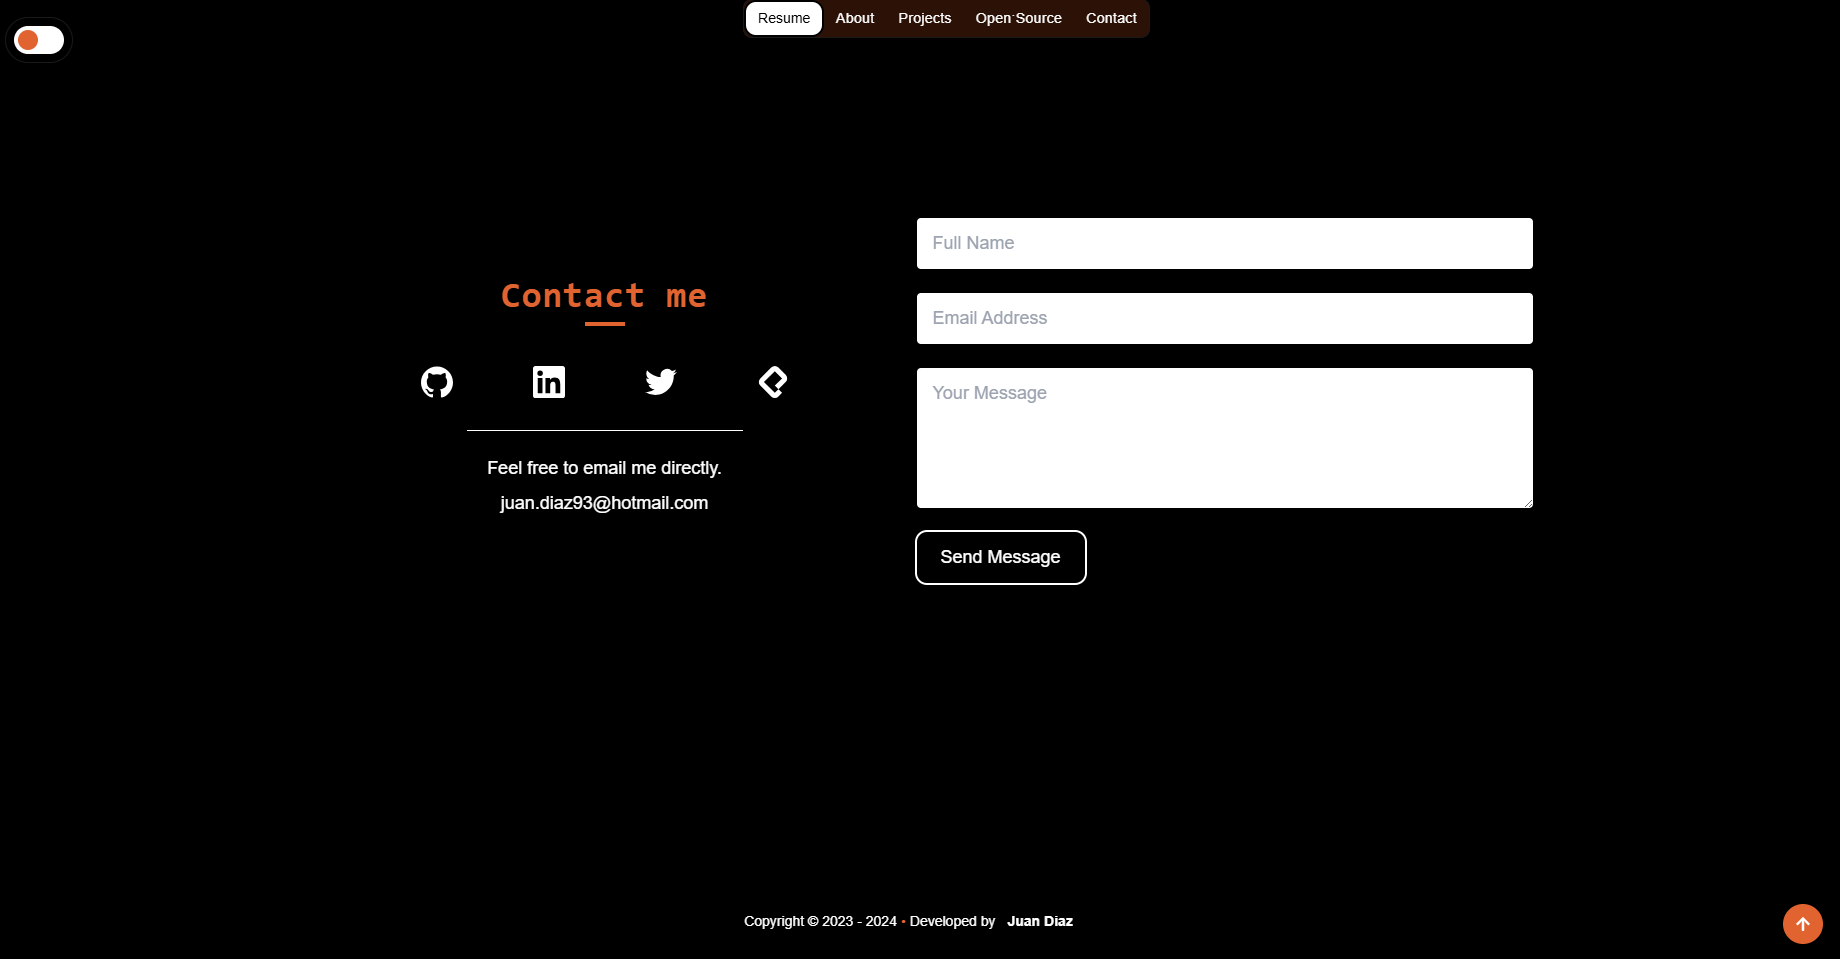 Resume About Projects Open Source Contact
Contact me
Feel free to email me directly.
juan.diaz93@hotmail.com
Full Name
Email Address
Your Message
Send Message
Copyright © 2023 - 2024 • Developed by Juan Diaz